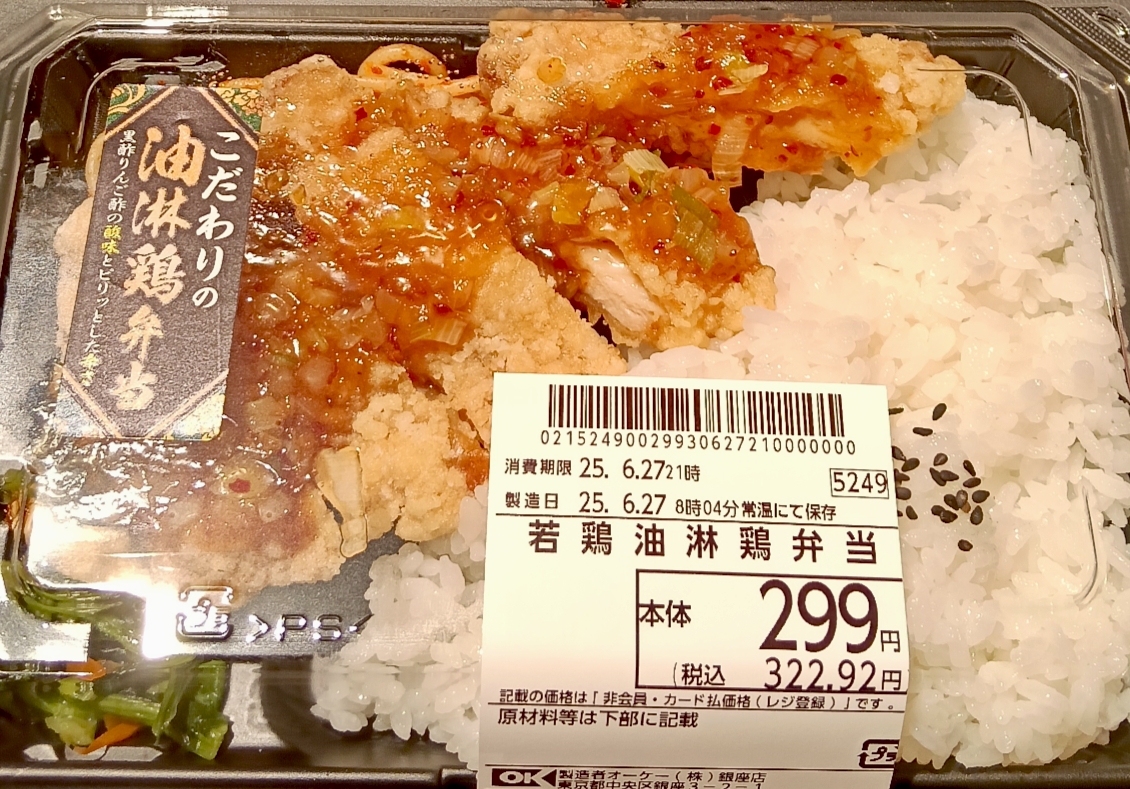 こだわりの
油淋鶏弁当
黒酢りんご酢の酸味とピリッとした辛さ
02152490029930627210000000
消費期限 25. 6.27 21時
5249
製造日 25. 6.27 8時04分 常温にて保存
若鶏油淋鶏弁当
本体 299円
(税込 322.92円
記載の価格は「非会員・カード払価格(レジ登録)」です。
原材料等は下部に記載
プラ
OK 製造者オーケー(株)銀座店
東京都中央区銀座3-2-1
プラ
>PS